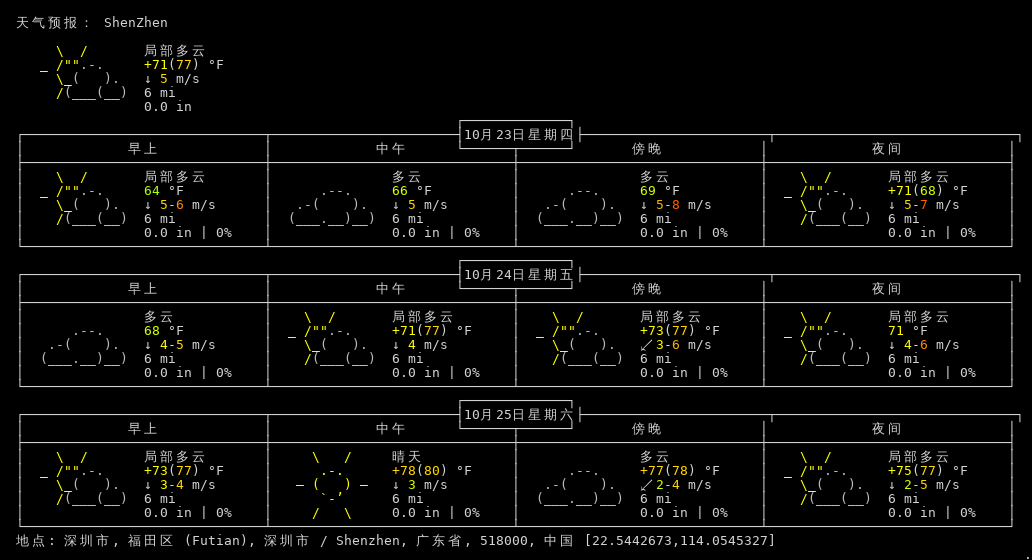 天气预报： ShenZhen
局部多云
+71(77) °F
↓ 5 m/s
6 mi
0.0 in
10月23日星期四
早上 中午 傍晚 夜间
局部多云 多云 多云 局部多云
64 °F 66 °F 69 °F +71(68) °F
↓ 5-6 m/s ↓ 5 m/s ↓ 5-8 m/s ↓ 5-7 m/s
6 mi 6 mi 6 mi 6 mi
0.0 in | 0% 0.0 in | 0% 0.0 in | 0% 0.0 in | 0%
10月24日星期五
早上 中午 傍晚 夜间
多云 局部多云 局部多云 局部多云
68 °F +71(77) °F +73(77) °F 71 °F
↓ 4-5 m/s ↓ 4 m/s ↙ 3-6 m/s ↓ 4-6 m/s
6 mi 6 mi 6 mi 6 mi
0.0 in | 0% 0.0 in | 0% 0.0 in | 0% 0.0 in | 0%
10月25日星期六
早上 中午 傍晚 夜间
局部多云 晴天 多云 局部多云
+73(77) °F +78(80) °F +77(78) °F +75(77) °F
↓ 3-4 m/s ↓ 3 m/s ↙ 2-4 m/s ↓ 2-5 m/s
6 mi 6 mi 6 mi 6 mi
0.0 in | 0% 0.0 in | 0% 0.0 in | 0% 0.0 in | 0%
地点: 深圳市, 福田区 (Futian), 深圳市 / Shenzhen, 广东省, 518000, 中国 [22.5442673,114.0545327]